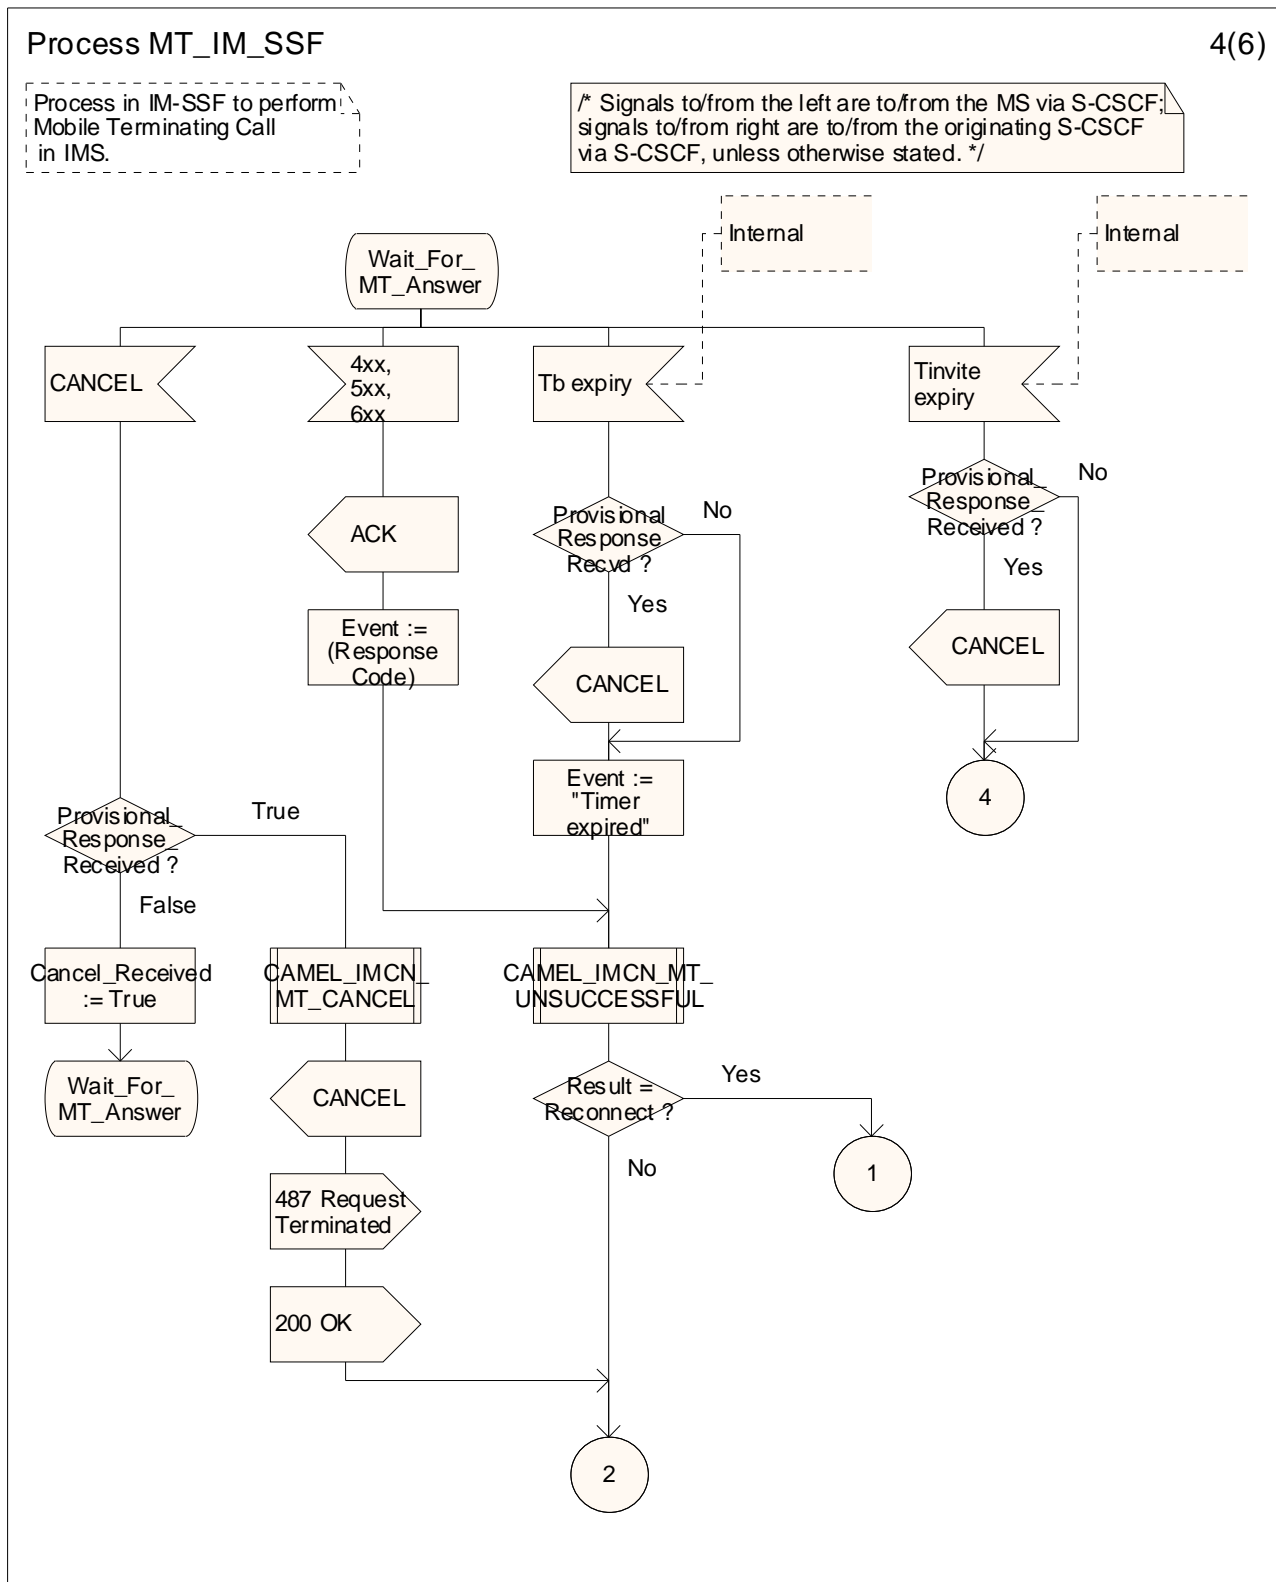 Process MT_IM_SSF
4(6)
Process in IM-SSF to perform
Mobile Terminating Call
in IMS.
/* Signals to/from the left are to/from the MS via S-CSCF;
signals to/from right are to/from the originating S-CSCF
via S-CSCF, unless otherwise stated. */
Internal
Internal
Wait_For_
MT_Answer
CANCEL
4xx,
5xx,
6xx
Tb expiry
Tinvite
expiry
Provisional_
Response_
Received ?
No
Yes
ACK
Provisional
Response
Recvd ?
No
Yes
Event :=
(Response
Code)
CANCEL
CANCEL
Event :=
"Timer
expired"
4
Provisional_
Response_
Received ?
True
False
Cancel_Received
:= True
CAMEL_IMCN_
MT_CANCEL
CAMEL_IMCN_MT_
UNSUCCESSFUL
Wait_For_
MT_Answer
CANCEL
Result =
Reconnect ?
Yes
No
1
487 Request
Terminated
200 OK
2